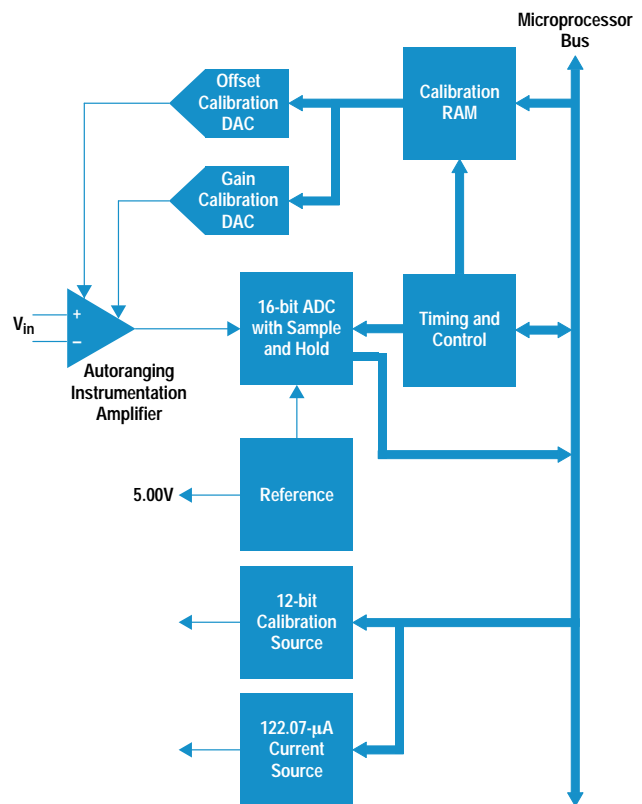 Microprocessor
Bus
Offset
Calibration
DAC
Calibration
RAM
Gain
Calibration
DAC
Vin
+
–
16-bit ADC
with Sample
and Hold
Timing and
Control
Autoranging
Instrumentation
Amplifier
5.00V
Reference
12-bit
Calibration
Source
122.07-µA
Current
Source